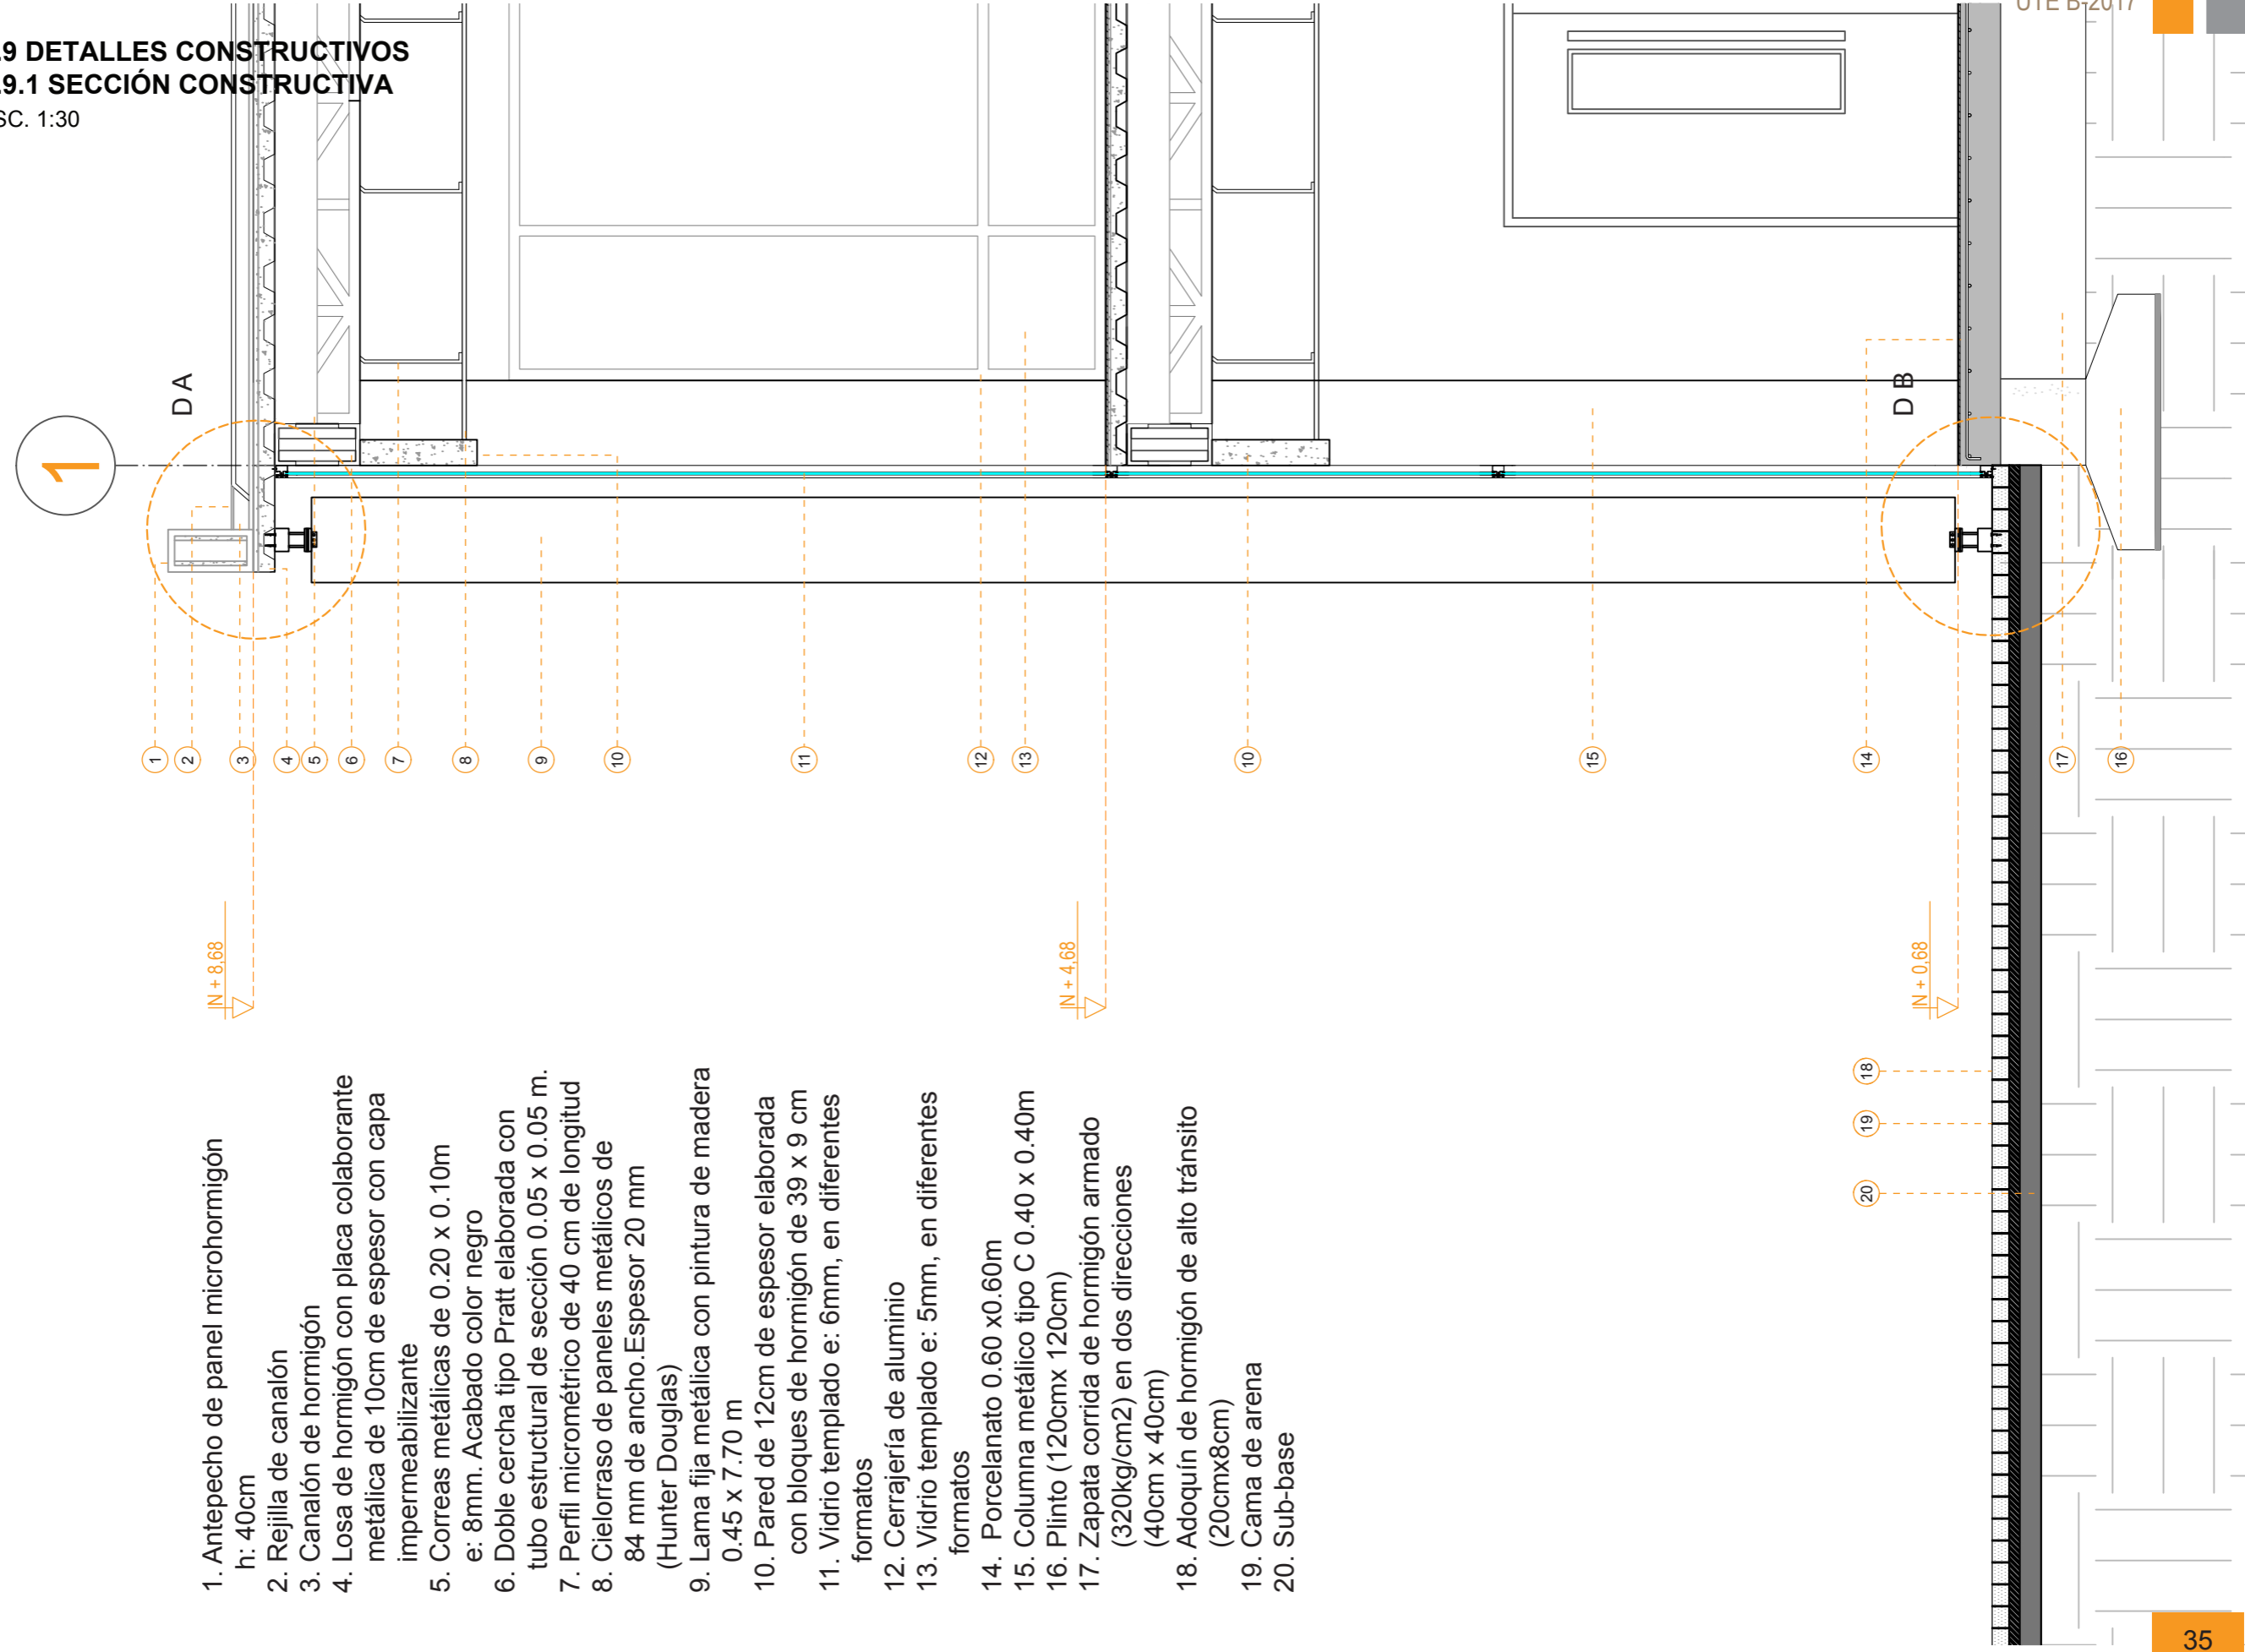 UTE B-2017
.9 DETALLES CONSTRUCTIVOS
.9.1 SECCIÓN CONSTRUCTIVA
SC. 1:30
1
D A
D B
1
2
3
4
5
6
7
8
9
10
11
12
13
10
15
14
17
16
N + 8,68
N + 4,68
N + 0,68
18
19
20
1. Antepecho de panel microhormigón
h: 40cm
2. Rejilla de canalón
3. Canalón de hormigón
4. Losa de hormigón con placa colaborante
metálica de 10cm de espesor con capa
impermeabilizante
5. Correas metálicas de 0.20 x 0.10m
e: 8mm. Acabado color negro
6. Doble cercha tipo Pratt elaborada con
tubo estructural de sección 0.05 x 0.05 m.
7. Perfil micrométrico de 40 cm de longitud
8. Cielorraso de paneles metálicos de
84 mm de ancho.Espesor 20 mm
(Hunter Douglas)
9. Lama fija metálica con pintura de madera
0.45 x 7.70 m
10. Pared de 12cm de espesor elaborada
con bloques de hormigón de 39 x 9 cm
11. Vidrio templado e: 6mm, en diferentes
formatos
12. Cerrajería de aluminio
13. Vidrio templado e: 5mm, en diferentes
formatos
14. Porcelanato 0.60 x0.60m
15. Columna metálico tipo C 0.40 x 0.40m
16. Plinto (120cmx 120cm)
17. Zapata corrida de hormigón armado
(320kg/cm2) en dos direcciones
(40cm x 40cm)
18. Adoquín de hormigón de alto tránsito
(20cmx8cm)
19. Cama de arena
20. Sub-base
35